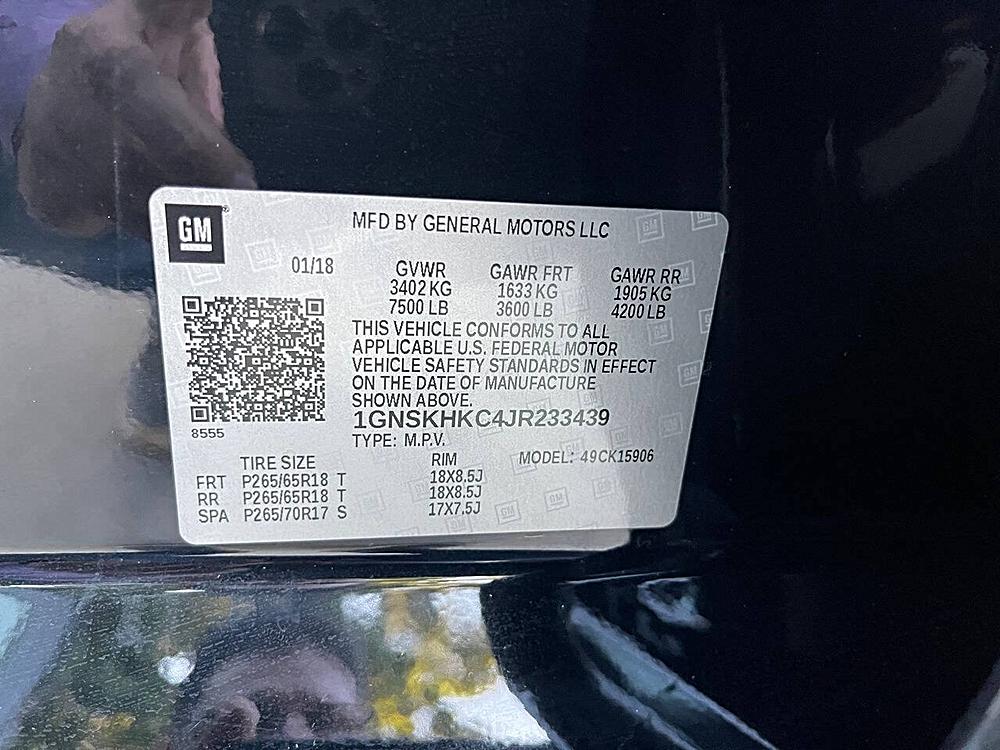 GM
MFD BY GENERAL MOTORS LLC
01/18
GVWR GAWR FRT GAWR RR
3402 KG 1633 KG 1905 KG
7500 LB 3600 LB 4200 LB
THIS VEHICLE CONFORMS TO ALL
APPLICABLE U.S. FEDERAL MOTOR
VEHICLE SAFETY STANDARDS IN EFFECT
ON THE DATE OF MANUFACTURE
SHOWN ABOVE.
1GNSKHKC4JR233439
8555
TYPE: M.P.V. MODEL: 49CK15906
TIRE SIZE RIM
FRT P265/65R18 T 18X8.5J
RR P265/65R18 T 18X8.5J
SPA P265/70R17 S 17X7.5J